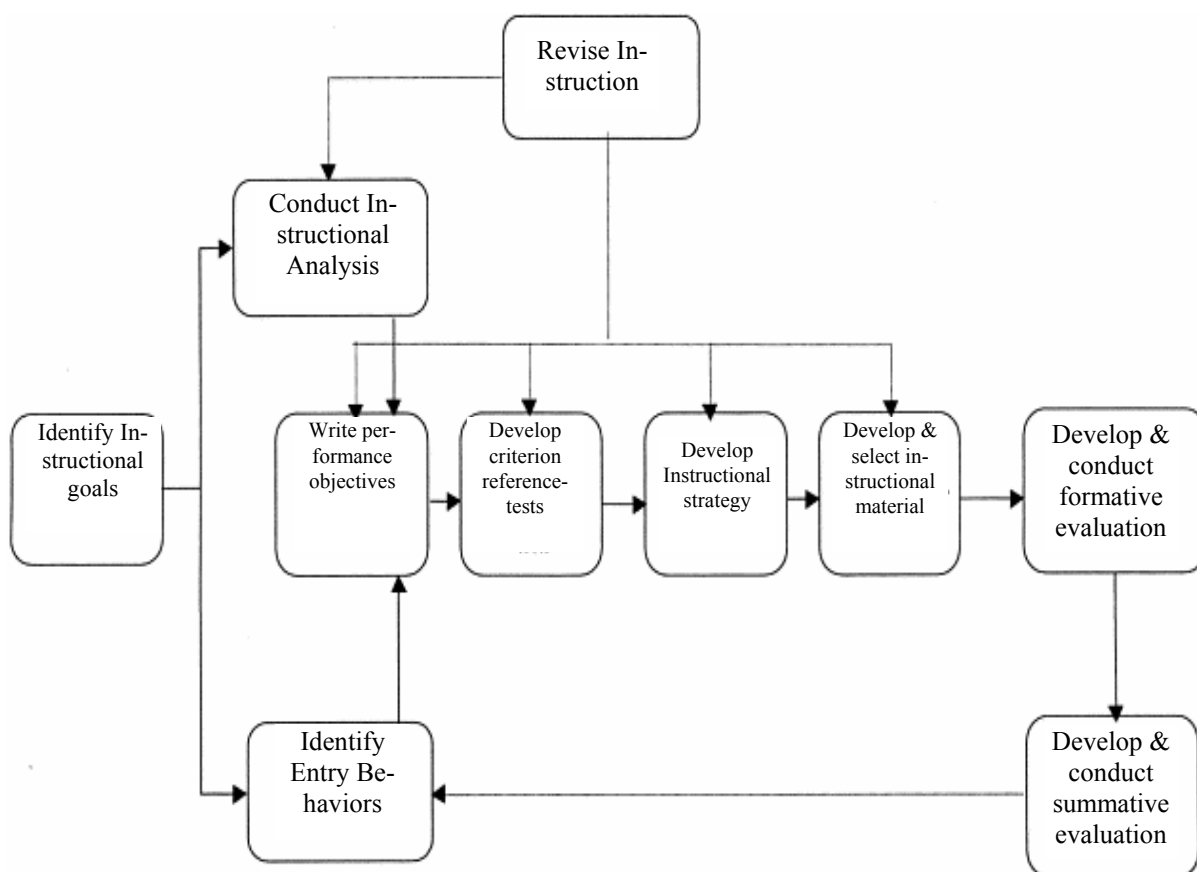 Revise In-
struction
Conduct In-
structional
Analysis
Identify In-
structional
goals
Write per-
formance
objectives
Develop
criterion
reference-
tests
Develop
Instructional
strategy
Develop &
select in-
structional
material
Develop &
conduct
formative
evaluation
Identify
Entry Be-
haviors
Develop &
conduct
summative
evaluation